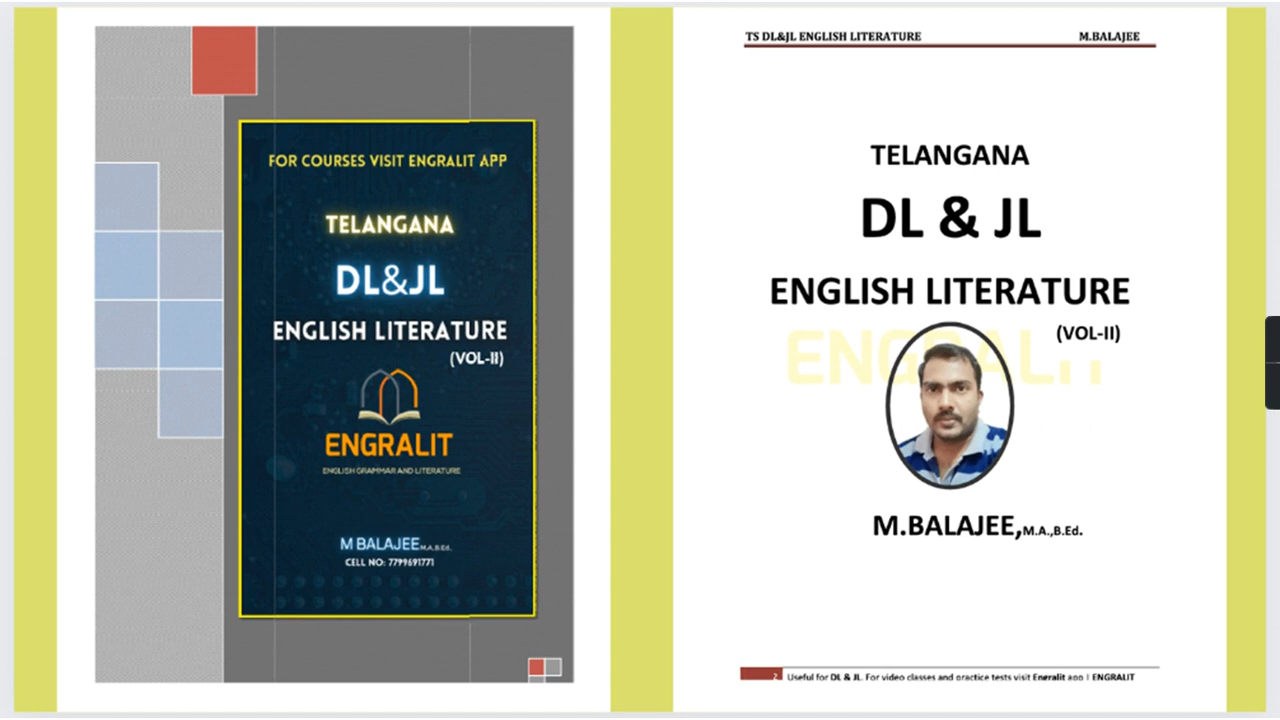 FOR COURSES VISIT ENGRALIT APP
TELANGANA
DL&JL
ENGLISH LITERATURE
(VOL-II)
ENGRALIT
ENGLISH GRAMMAR AND LITERATURE
M BALAJEE M.A,B.Ed.
CELL NO: 7799691771
TS DL&JL ENGLISH LITERATURE M.BALAJEE
TELANGANA
DL & JL
ENGLISH LITERATURE
(VOL-II)
ENGRALIT
M.BALAJEE,M.A.,B.Ed.
2 Useful for DL & JL. For video classes and practice tests visit Engralit app | ENGRALIT